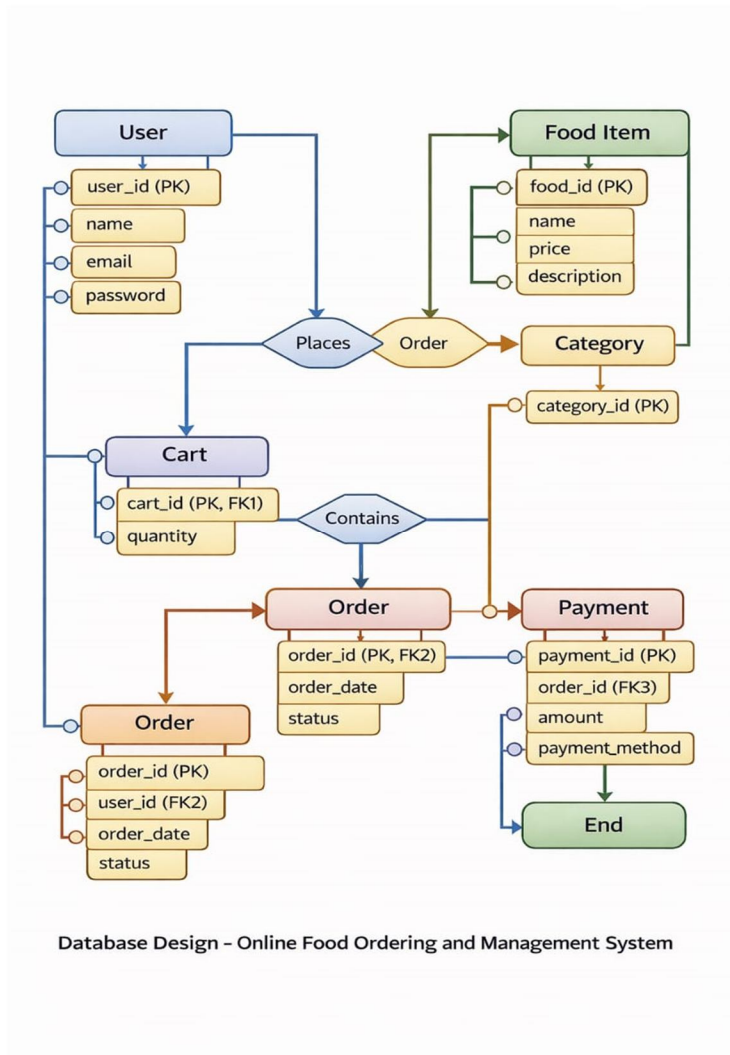 User
user_id (PK)
name
email
password
Food Item
food_id (PK)
name
price
description
Places
Order
Category
category_id (PK)
Cart
cart_id (PK, FK1)
quantity
Contains
Order
order_id (PK, FK2)
order_date
status
Payment
payment_id (PK)
order_id (FK3)
amount
payment_method
Order
order_id (PK)
user_id (FK2)
order_date
status
End
Database Design – Online Food Ordering and Management System